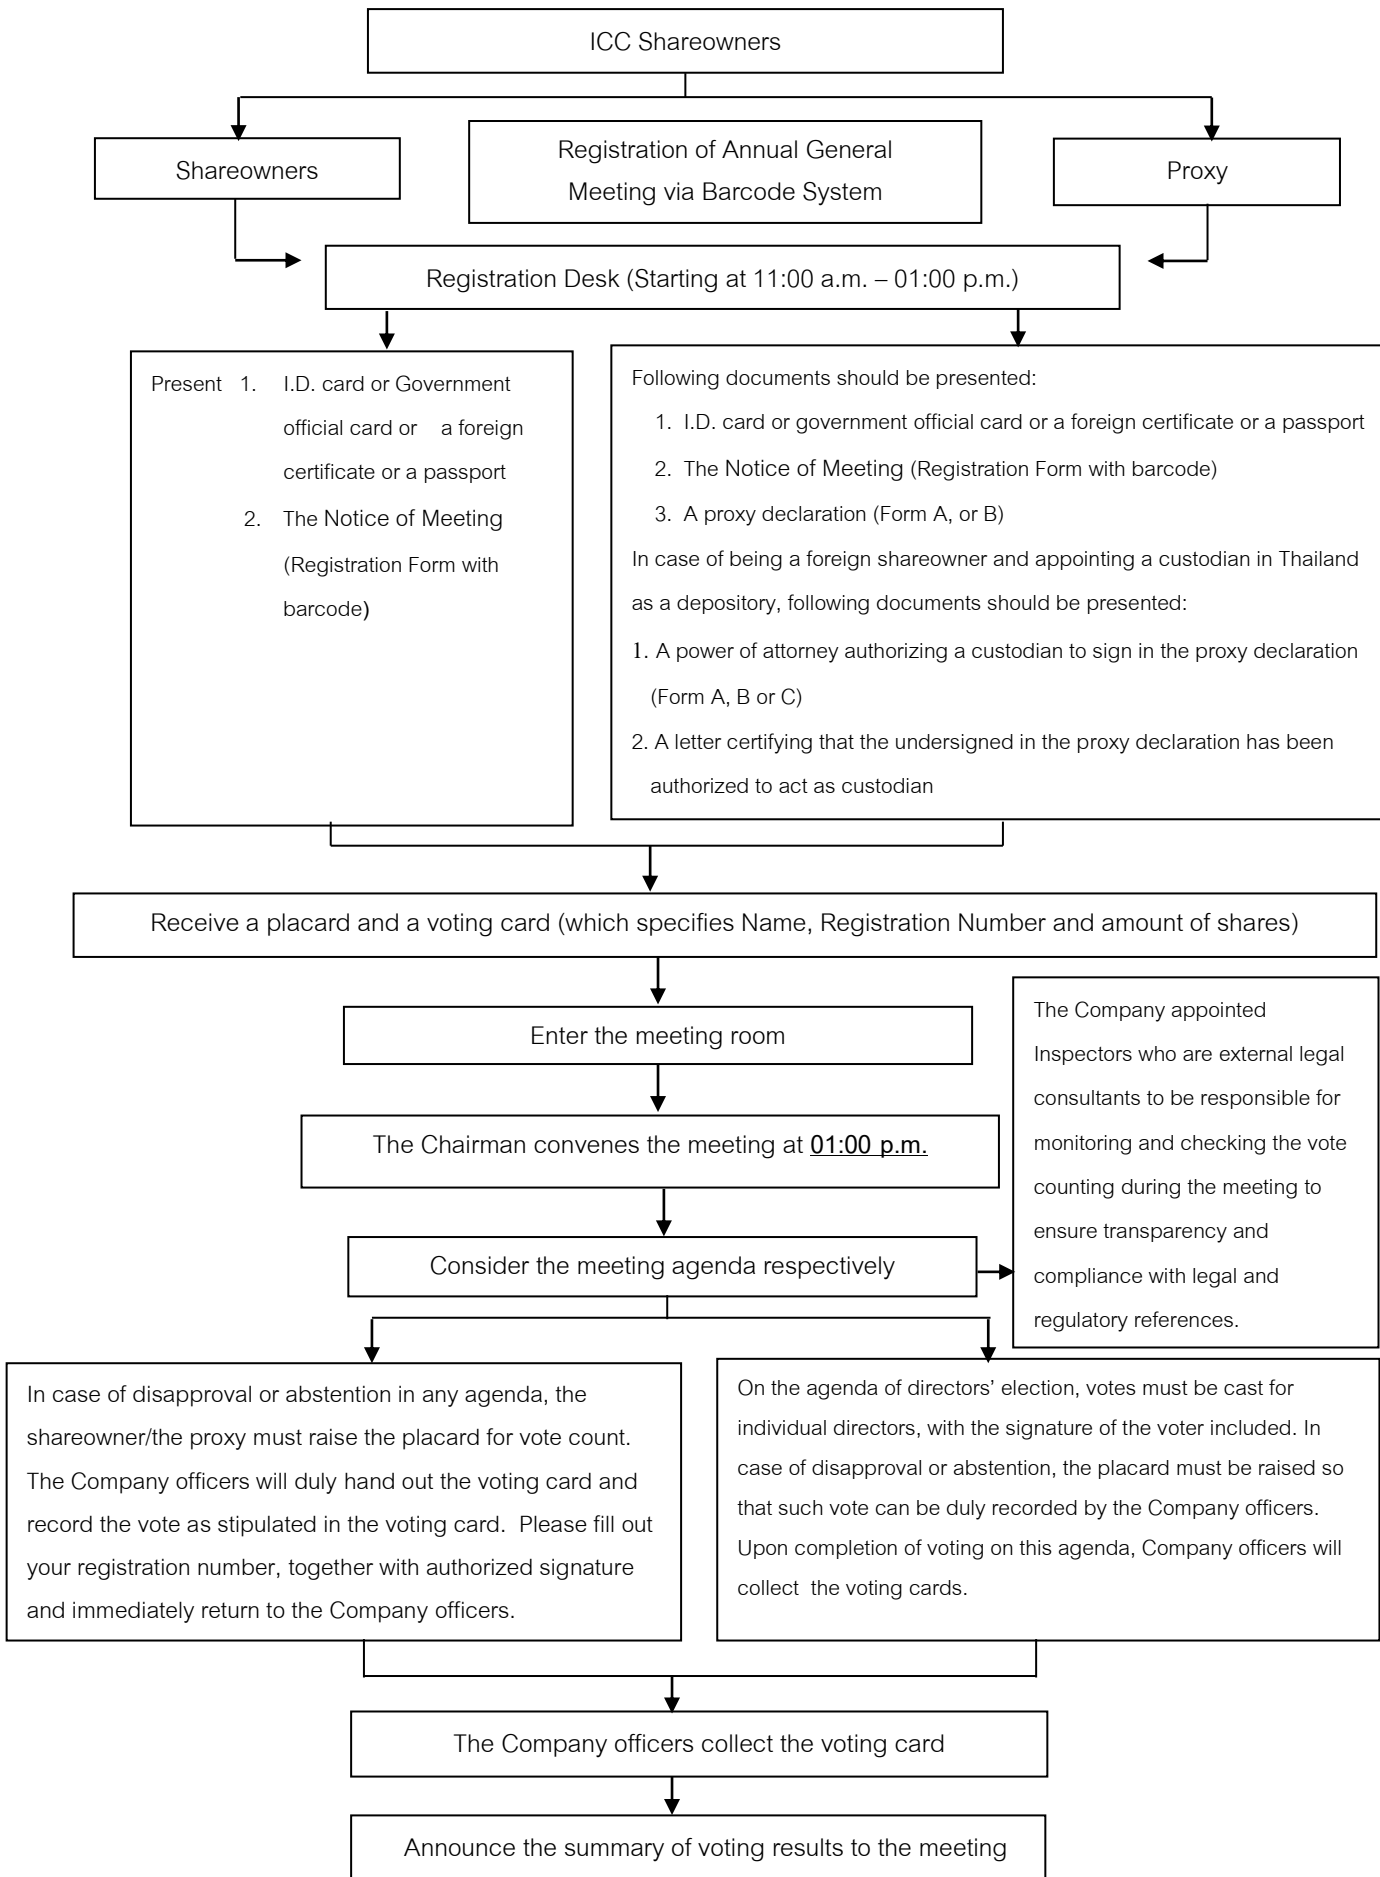 ICC Shareowners
Shareowners
Registration of Annual General
Meeting via Barcode System
Proxy
Registration Desk (Starting at 11:00 a.m. – 01:00 p.m.)
Present 1. I.D. card or Government
official card or a foreign
certificate or a passport
2. The Notice of Meeting
(Registration Form with
barcode)
Following documents should be presented:
1. I.D. card or government official card or a foreign certificate or a passport
2. The Notice of Meeting (Registration Form with barcode)
3. A proxy declaration (Form A, or B)
In case of being a foreign shareowner and appointing a custodian in Thailand
as a depository, following documents should be presented:
1. A power of attorney authorizing a custodian to sign in the proxy declaration
(Form A, B or C)
2. A letter certifying that the undersigned in the proxy declaration has been
authorized to act as custodian
Receive a placard and a voting card (which specifies Name, Registration Number and amount of shares)
Enter the meeting room
The Chairman convenes the meeting at 01:00 p.m.
Consider the meeting agenda respectively
The Company appointed
Inspectors who are external legal
consultants to be responsible for
monitoring and checking the vote
counting during the meeting to
ensure transparency and
compliance with legal and
regulatory references.
In case of disapproval or abstention in any agenda, the
shareowner/the proxy must raise the placard for vote count.
The Company officers will duly hand out the voting card and
record the vote as stipulated in the voting card. Please fill out
your registration number, together with authorized signature
and immediately return to the Company officers.
On the agenda of directors’ election, votes must be cast for
individual directors, with the signature of the voter included. In
case of disapproval or abstention, the placard must be raised so
that such vote can be duly recorded by the Company officers.
Upon completion of voting on this agenda, Company officers will
collect the voting cards.
The Company officers collect the voting card
Announce the summary of voting results to the meeting